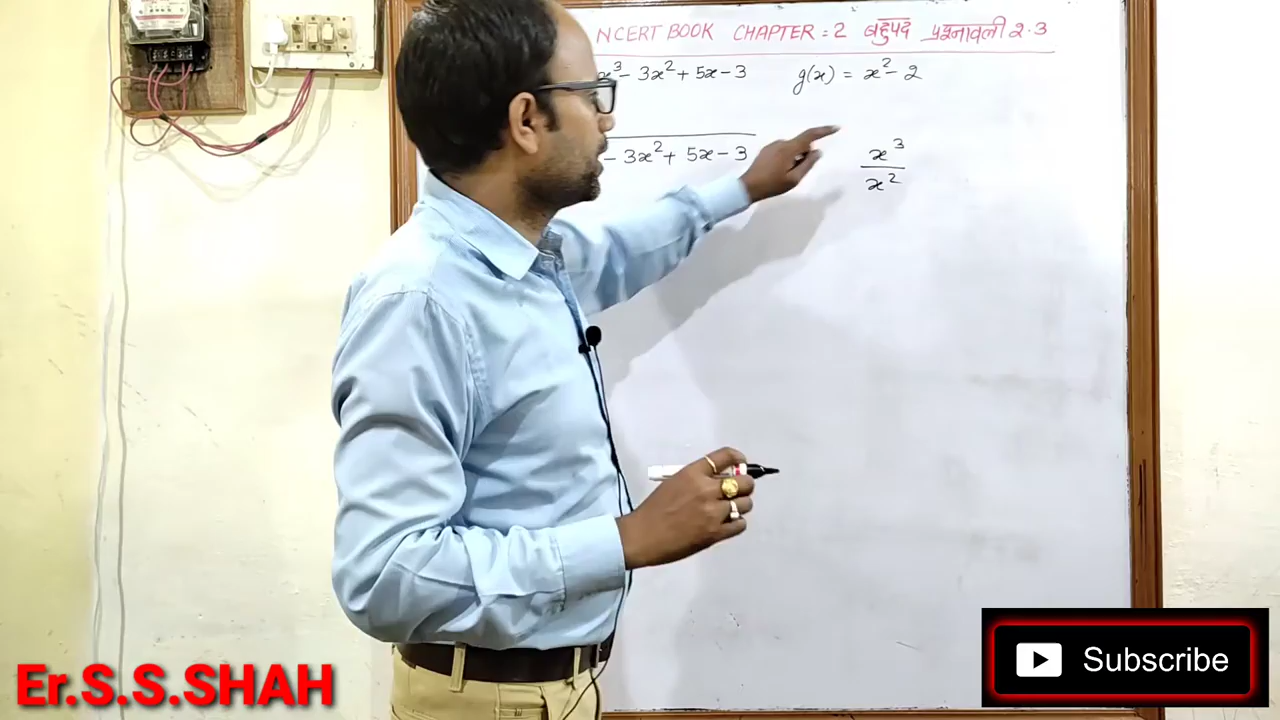 NCERT BOOK CHAPTER = 2 बहुपद प्रश्नावली 2.3
x³ - 3x² + 5x - 3 g(x) = x² - 2
- 3x² + 5x - 3
x³
x²
Er.S.S.SHAH
Subscribe